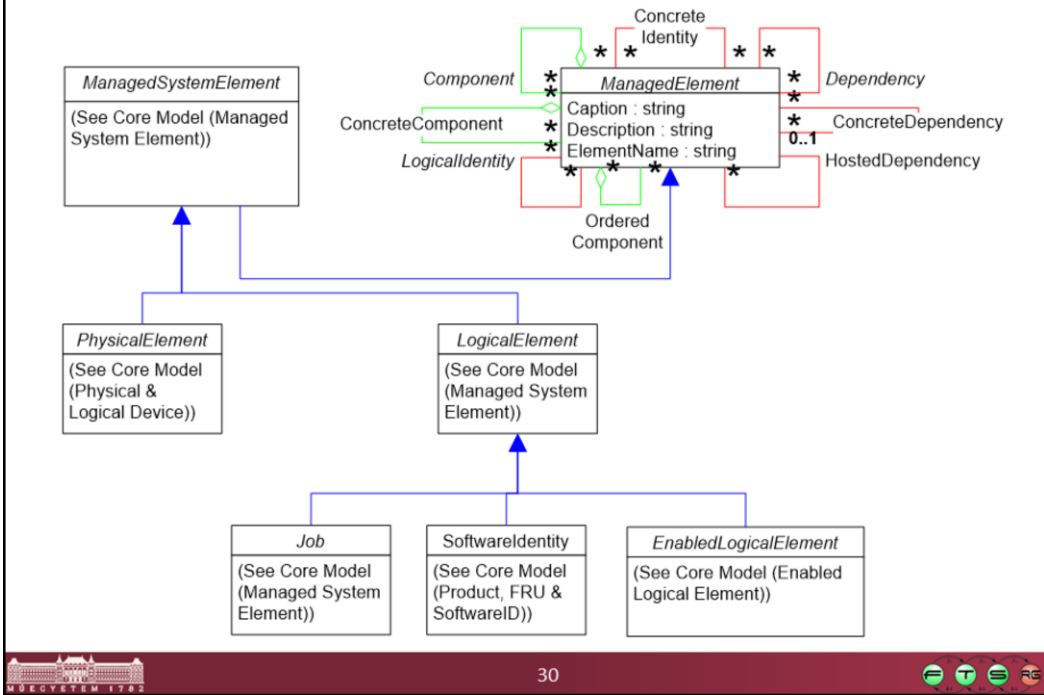 Concrete
Identity
ManagedSystemElement
(See Core Model (Managed
System Element))
Component
ManagedElement
Caption : string
Description : string
ElementName : string
Dependency
ConcreteComponent
ConcreteDependency
LogicalIdentity
HostedDependency
Ordered
Component
* * * *
* * * *
* * * *
* * *
0..1
PhysicalElement
(See Core Model
(Physical &
Logical Device))
LogicalElement
(See Core Model
(Managed System
Element))
Job
(See Core Model
(Managed System
Element))
SoftwareIdentity
(See Core Model
(Product, FRU &
SoftwareID))
EnabledLogicalElement
(See Core Model (Enabled
Logical Element))
MŰEGYETEM 1782
30
F T S RG